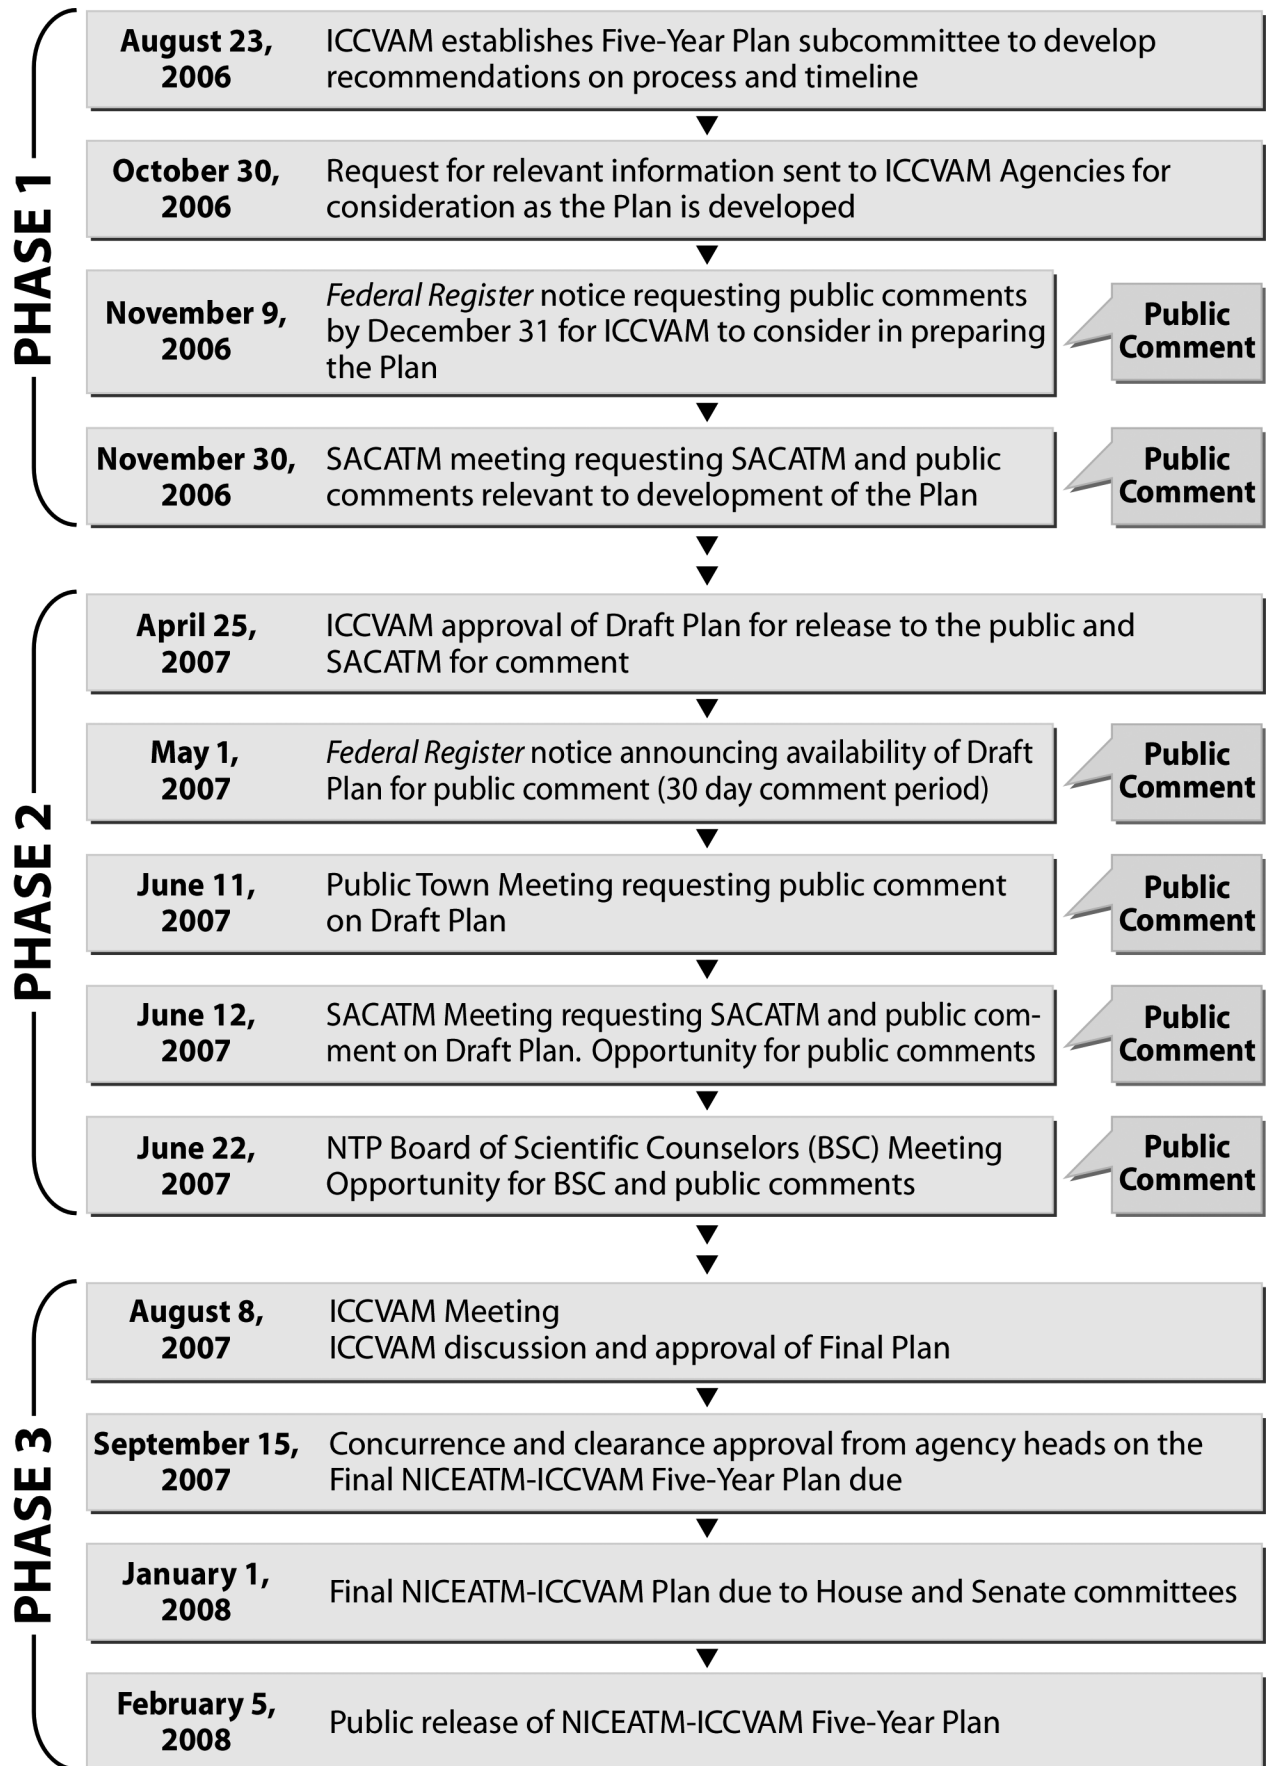 PHASE 1
August 23,
2006
ICCVAM establishes Five-Year Plan subcommittee to develop
recommendations on process and timeline
October 30,
2006
Request for relevant information sent to ICCVAM Agencies for
consideration as the Plan is developed
November 9,
2006
Federal Register notice requesting public comments
by December 31 for ICCVAM to consider in preparing
the Plan
Public
Comment
November 30,
2006
SACATM meeting requesting SACATM and public
comments relevant to development of the Plan
Public
Comment
PHASE 2
April 25,
2007
ICCVAM approval of Draft Plan for release to the public and
SACATM for comment
May 1,
2007
Federal Register notice announcing availability of Draft
Plan for public comment (30 day comment period)
Public
Comment
June 11,
2007
Public Town Meeting requesting public comment
on Draft Plan
Public
Comment
June 12,
2007
SACATM Meeting requesting SACATM and public com-
ment on Draft Plan. Opportunity for public comments
Public
Comment
June 22,
2007
NTP Board of Scientific Counselors (BSC) Meeting
Opportunity for BSC and public comments
Public
Comment
PHASE 3
August 8,
2007
ICCVAM Meeting
ICCVAM discussion and approval of Final Plan
September 15,
2007
Concurrence and clearance approval from agency heads on the
Final NICEATM-ICCVAM Five-Year Plan due
January 1,
2008
Final NICEATM-ICCVAM Plan due to House and Senate committees
February 5,
2008
Public release of NICEATM-ICCVAM Five-Year Plan